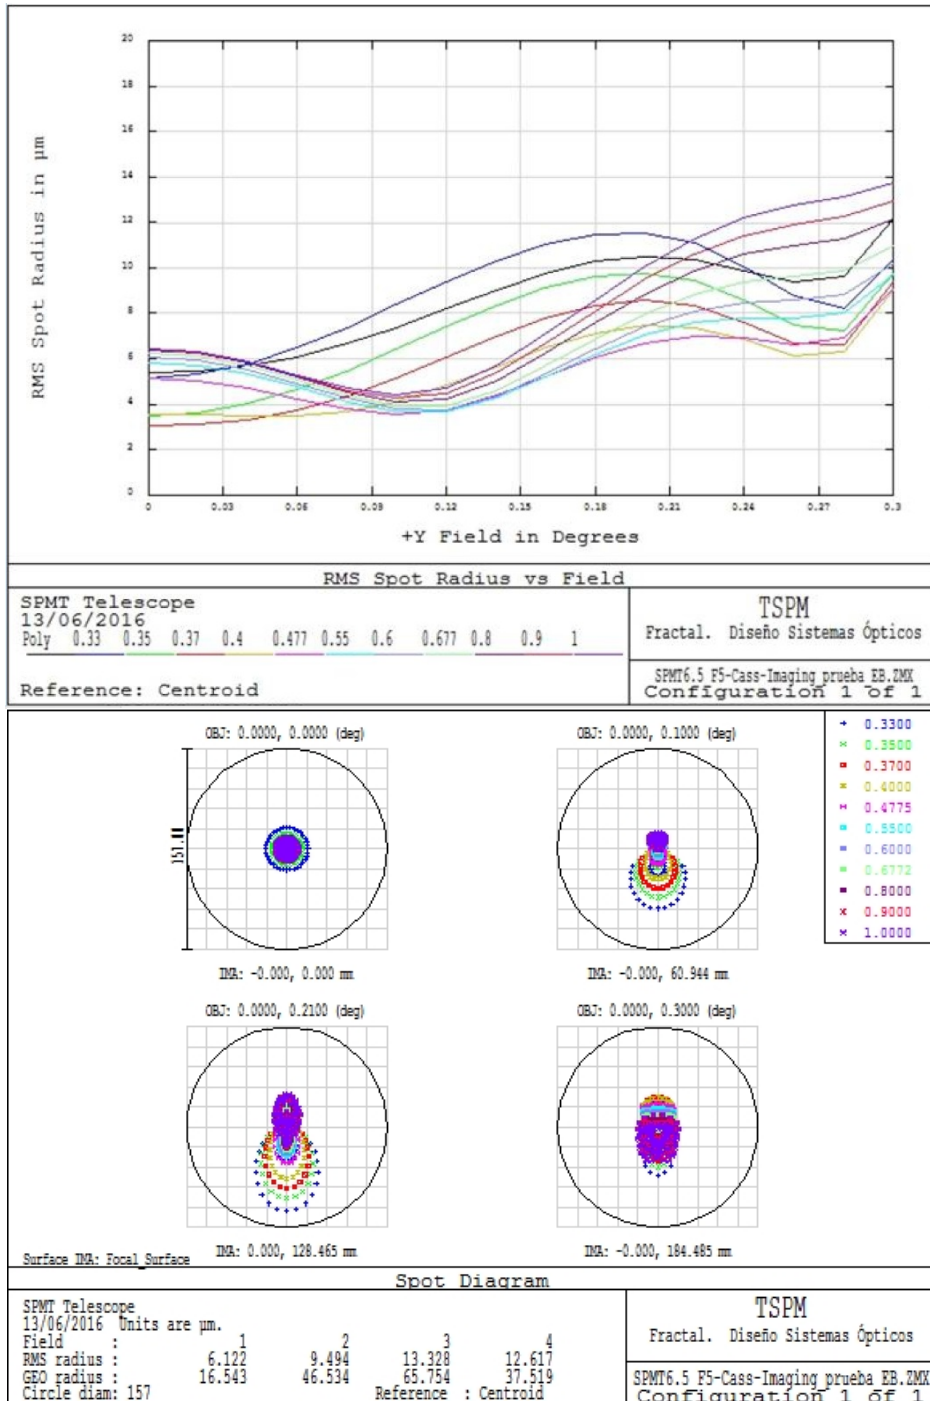 20
18
16
14
12
10
8
6
4
2
0
RMS Spot Radius in µm
0 0.03 0.06 0.09 0.12 0.15 0.18 0.21 0.24 0.27 0.3
+Y Field in Degrees
RMS Spot Radius vs Field
SPMT Telescope
13/06/2016
Poly 0.33 0.35 0.37 0.4 0.477 0.55 0.6 0.677 0.8 0.9 1
Reference: Centroid
TSPM
Fractal. Diseño Sistemas Ópticos
SPMT6.5 F5-Cass-Imaging prueba EB.ZMX
Configuration 1 of 1
OBJ: 0.0000, 0.0000 (deg)
IMA: -0.000, 0.000 mm
OBJ: 0.0000, 0.1000 (deg)
IMA: -0.000, 60.944 mm
0.3300
0.3500
0.3700
0.4000
0.4775
0.5500
0.6000
0.6772
0.8000
0.9000
1.0000
OBJ: 0.0000, 0.2100 (deg)
IMA: 0.000, 128.465 mm
OBJ: 0.0000, 0.3000 (deg)
IMA: -0.000, 184.485 mm
Surface IMA: Focal_Surface
Spot Diagram
SPMT Telescope
13/06/2016 Units are µm.
Field : 1 2 3 4
RMS radius : 6.122 9.494 13.328 12.617
GEO radius : 16.543 46.534 65.754 37.519
Circle diam: 157 Reference : Centroid
TSPM
Fractal. Diseño Sistemas Ópticos
SPMT6.5 F5-Cass-Imaging prueba EB.ZMX
Configuration 1 of 1